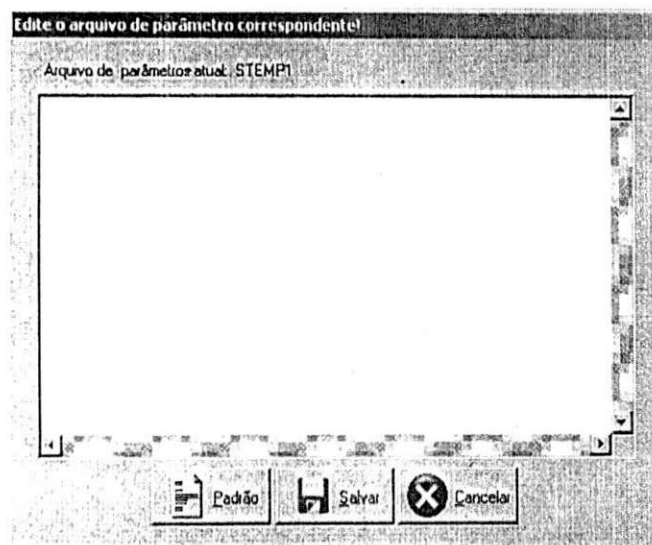 Edite o arquivo de parâmetro correspondente!
Arquivo de parâmetros atual: STEMP1
Padrão
Salvar
Cancelar